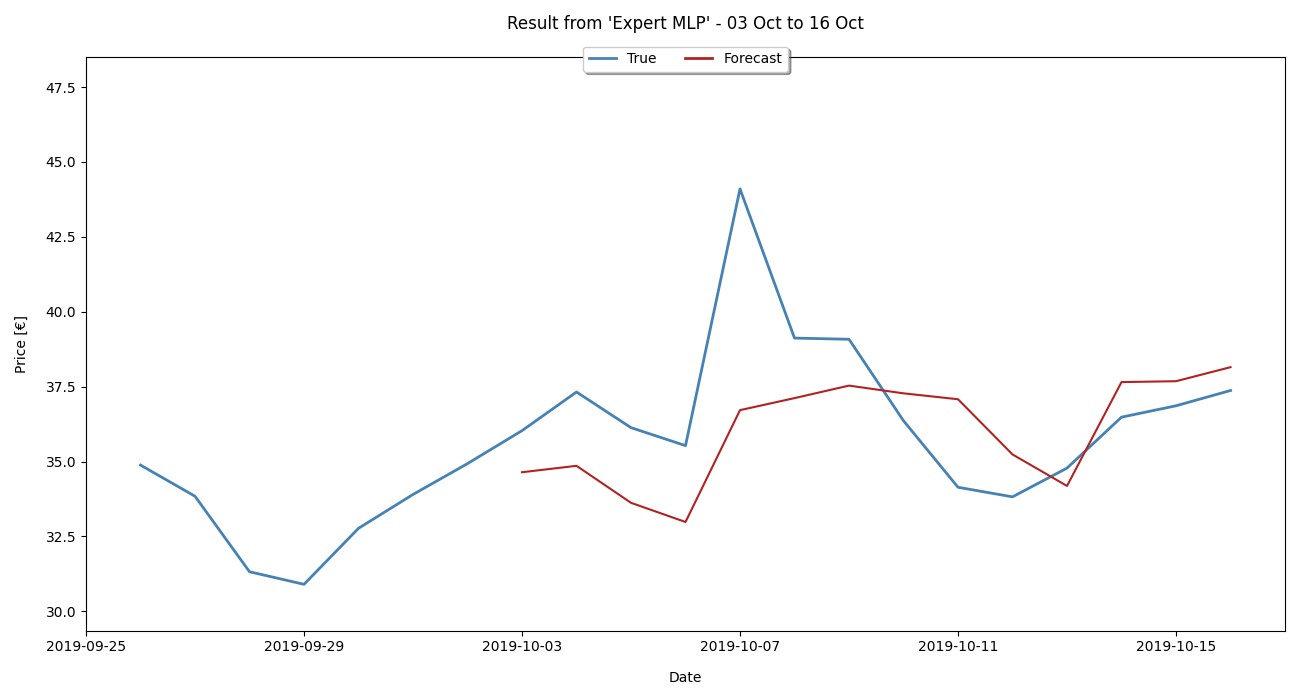 Result from 'Expert MLP' - 03 Oct to 16 Oct
True Forecast
47.5
45.0
42.5
40.0
37.5
35.0
32.5
30.0
Price [€]
2019-09-25 2019-09-29 2019-10-03 2019-10-07 2019-10-11 2019-10-15
Date